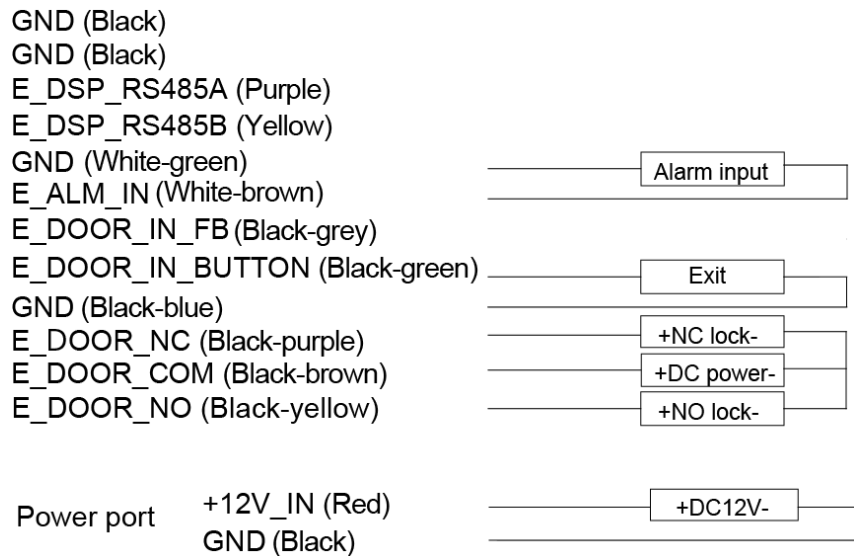 GND (Black)
GND (Black)
E_DSP_RS485A (Purple)
E_DSP_RS485B (Yellow)
GND (White-green)
Alarm input
E_ALM_IN (White-brown)
E_DOOR_IN_FB (Black-grey)
E_DOOR_IN_BUTTON (Black-green)
Exit
GND (Black-blue)
E_DOOR_NC (Black-purple)
+NC lock-
E_DOOR_COM (Black-brown)
+DC power-
E_DOOR_NO (Black-yellow)
+NO lock-
Power port
+12V_IN (Red)
+DC12V-
GND (Black)